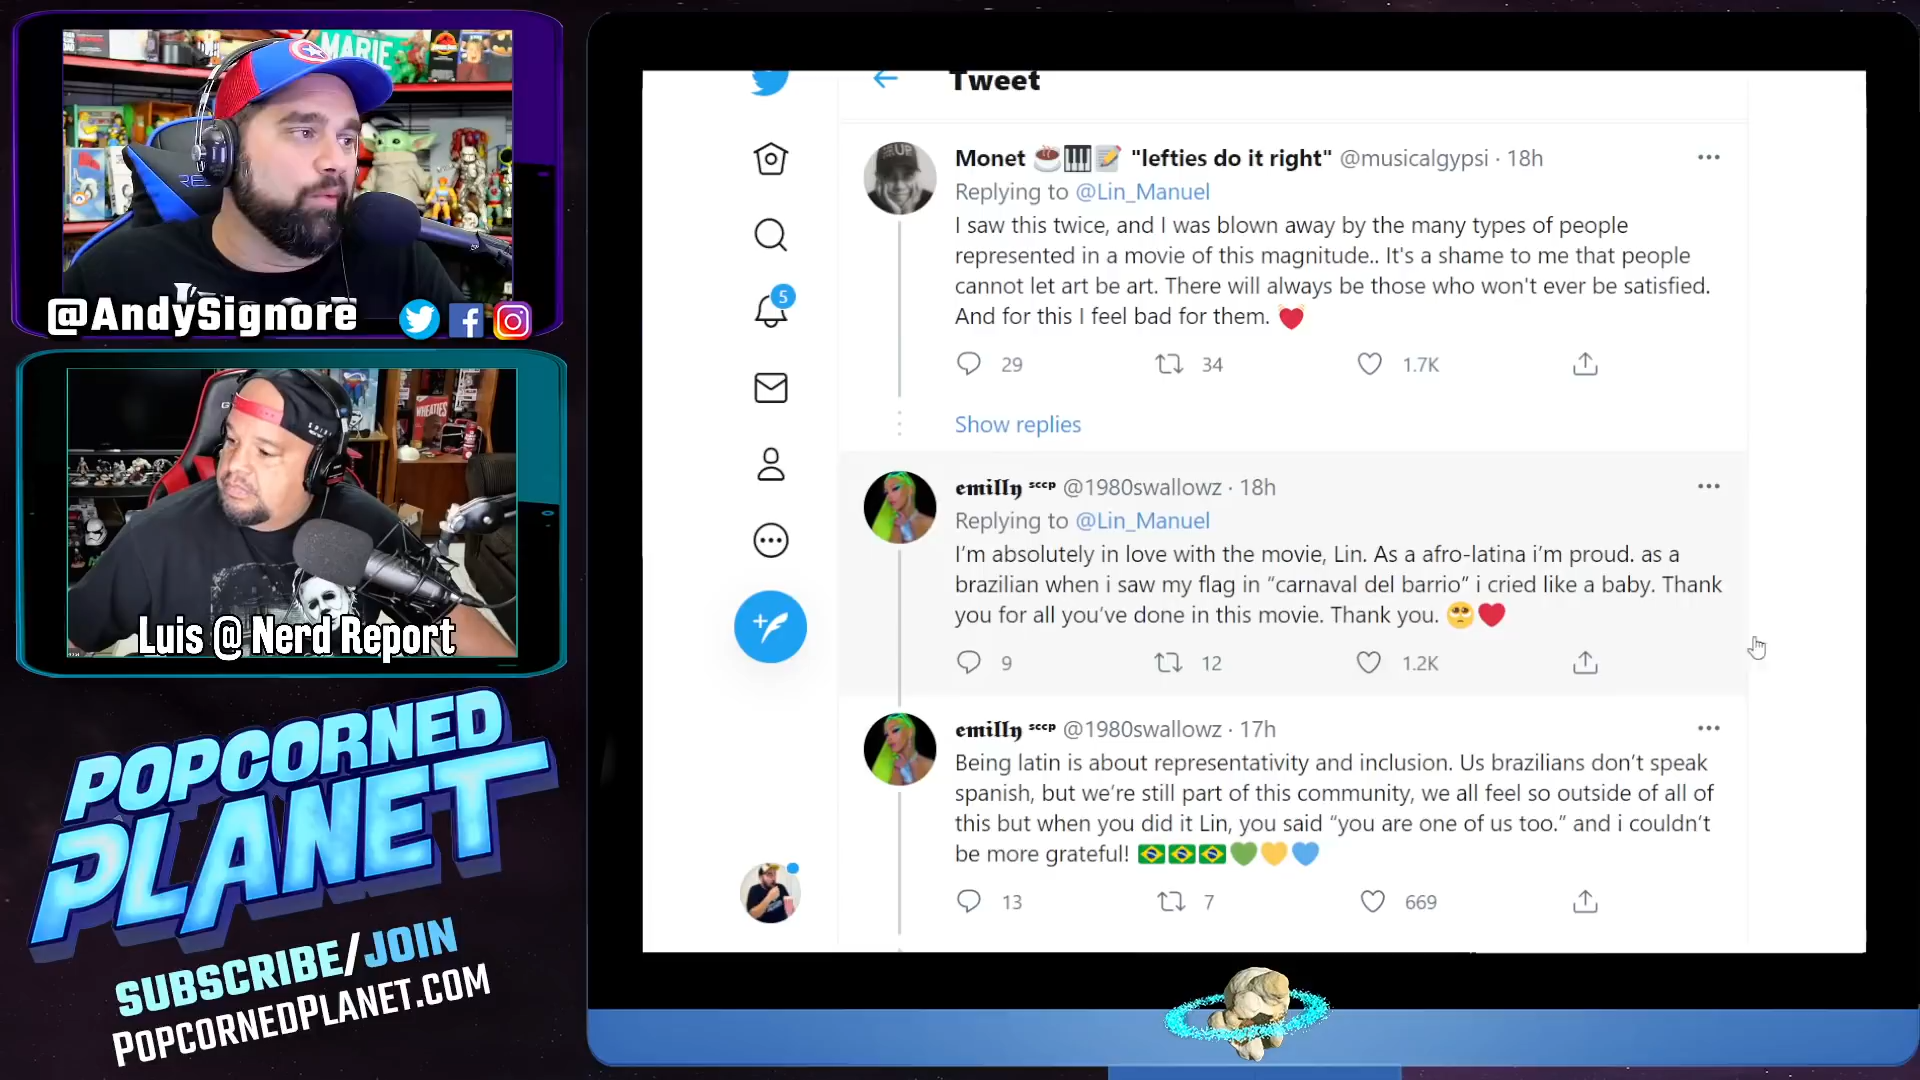 MARIE
@AndySignore
WHEATIES
Luis @ Nerd Report
POPCORNED
PLANET
SUBSCRIBE/JOIN
POPCORNEDPLANET.COM
Tweet
5
Monet ☕🎹📝 "lefties do it right" @musicalgypsi · 18h
Replying to @Lin_Manuel
I saw this twice, and I was blown away by the many types of people
represented in a movie of this magnitude.. It's a shame to me that people
cannot let art be art. There will always be those who won't ever be satisfied.
And for this I feel bad for them. 💓
29 34 1.7K
Show replies
emilly sccp @1980swallowz · 18h
Replying to @Lin_Manuel
I’m absolutely in love with the movie, Lin. As a afro-latina i’m proud. as a
brazilian when i saw my flag in “carnaval del barrio” i cried like a baby. Thank
you for all you’ve done in this movie. Thank you. 🥺❤️
9 12 1.2K
emilly sccp @1980swallowz · 17h
Being latin is about representativity and inclusion. Us brazilians don’t speak
spanish, but we’re still part of this community, we all feel so outside of all of
this but when you did it Lin, you said “you are one of us too.” and i couldn’t
be more grateful! 🇧🇷🇧🇷🇧🇷💚💛💙
13 7 669